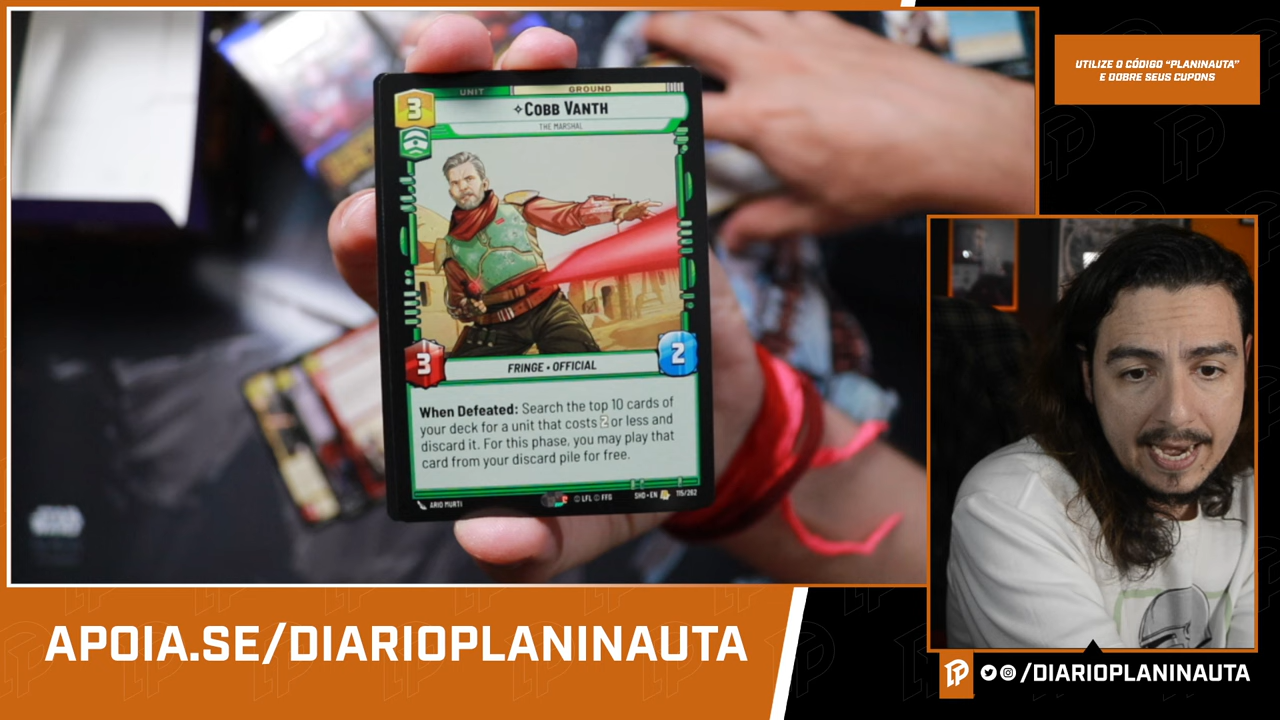 UTILIZE O CÓDIGO “PLANINAUTA”
E DOBRE SEUS CUPONS
UNIT GROUND
3
COBB VANTH
THE MARSHAL
3
2
FRINGE • OFFICIAL
When Defeated: Search the top 10 cards of
your deck for a unit that costs 2 or less and
discard it. For this phase, you may play that
card from your discard pile for free.
ARIO MURTI
© LFL © FFG
SHD • EN
115/262
APOIA.SE/DIARIOPLANINAUTA
/DIARIOPLANINAUTA